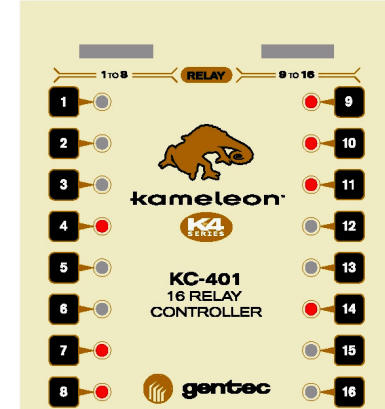 1 TO 8 RELAY 9 TO 16
1 9
2 10
3 11
4 12
5 13
6 14
7 15
8 16
kameleon
K4
SERIES
KC-401
16 RELAY
CONTROLLER
gentec